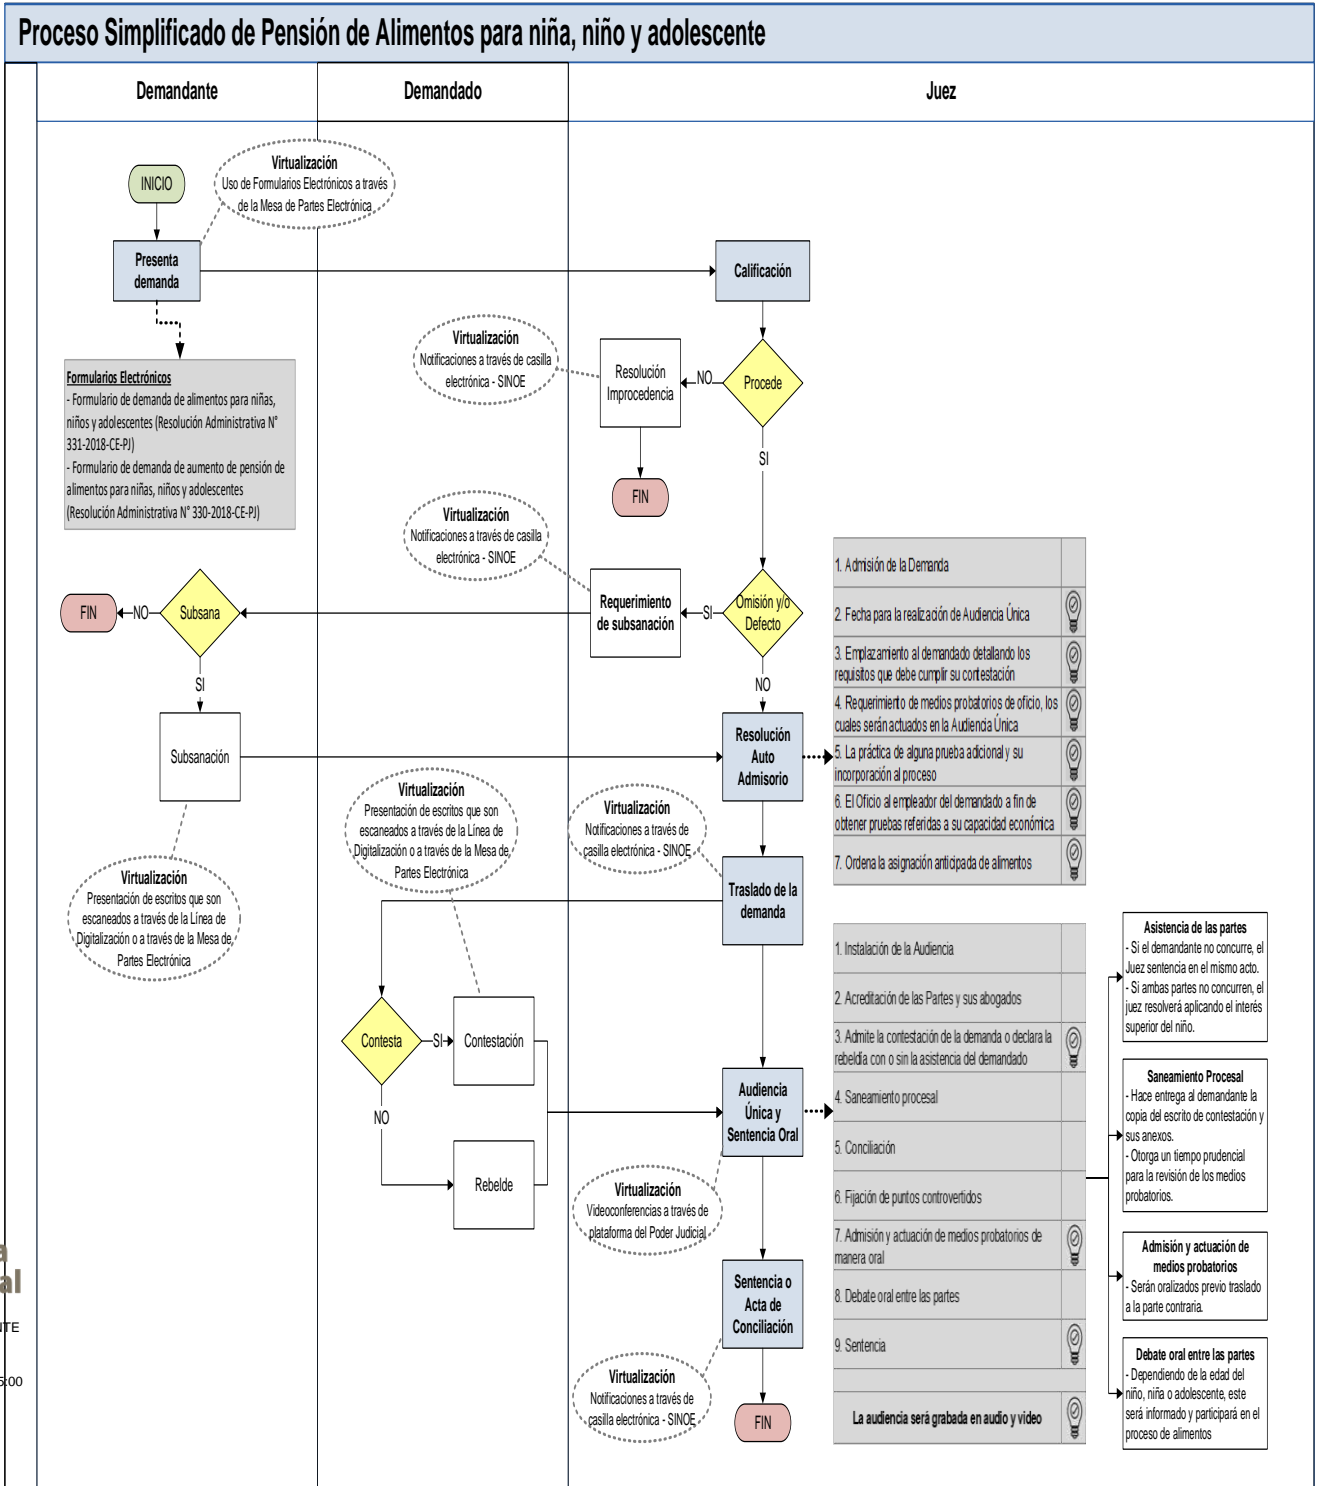 Proceso Simplificado de Pensión de Alimentos para niña, niño y adolescente
Demandante
Demandado
Juez
INICIO
Virtualización
Uso de Formularios Electrónicos a través
de la Mesa de Partes Electrónica
Presenta
demanda
Calificación
Formularios Electrónicos
- Formulario de demanda de alimentos para niñas,
niños y adolescentes (Resolución Administrativa N°
331-2018-CE-PJ)
- Formulario de demanda de aumento de pensión de
alimentos para niñas, niños y adolescentes
(Resolución Administrativa N° 330-2018-CE-PJ)
Virtualización
Notificaciones a través de casilla
electrónica - SINOE
Resolución
Improcedencia
NO
Procede
SI
FIN
Virtualización
Notificaciones a través de casilla
electrónica - SINOE
FIN
NO
Subsana
Requerimiento
de subsanación
SI
Omisión y/o
Defecto
SI
NO
Subsanación
Resolución
Auto
Admisorio
1. Admisión de la Demanda
2. Fecha para la realización de Audiencia Única
3. Emplazamiento al demandado detallando los
requisitos que debe cumplir su contestación
4. Requerimiento de medios probatorios de oficio, los
cuales serán actuados en la Audiencia Única
5. La práctica de alguna prueba adicional y su
incorporación al proceso
6. El Oficio al empleador del demandado a fin de
obtener pruebas referidas a su capacidad económica
7. Ordena la asignación anticipada de alimentos
Virtualización
Presentación de escritos que son
escaneados a través de la Línea de
Digitalización o a través de la Mesa de
Partes Electrónica
Virtualización
Presentación de escritos que son
escaneados a través de la Línea de
Digitalización o a través de la Mesa de
Partes Electrónica
Virtualización
Notificaciones a través de
casilla electrónica - SINOE
Traslado de la
demanda
Contesta
SI
Contestación
NO
Rebelde
Audiencia
Única y
Sentencia Oral
Virtualización
Videoconferencias a través de
plataforma del Poder Judicial
1. Instalación de la Audiencia
2. Acreditación de las Partes y sus abogados
3. Admite la contestación de la demanda o declara la
rebeldía con o sin la asistencia del demandado
4. Saneamiento procesal
5. Conciliación
6. Fijación de puntos controvertidos
7. Admisión y actuación de medios probatorios de
manera oral
8. Debate oral entre las partes
9. Sentencia
La audiencia será grabada en audio y video
Asistencia de las partes
- Si el demandante no concurre, el
Juez sentencia en el mismo acto.
- Si ambas partes no concurren, el
juez resolverá aplicando el interés
superior del niño.
Saneamiento Procesal
- Hace entrega al demandante la
copia del escrito de contestación y
sus anexos.
- Otorga un tiempo prudencial
para la revisión de los medios
probatorios.
Admisión y actuación de
medios probatorios
- Serán oralizados previo traslado
a la parte contraria.
Debate oral entre las partes
- Dependiendo de la edad del
niño, niña o adolescente, este
será informado y participará en el
proceso de alimentos
Sentencia o
Acta de
Conciliación
Virtualización
Notificaciones a través de
casilla electrónica - SINOE
FIN
a
al
NTE
5:00